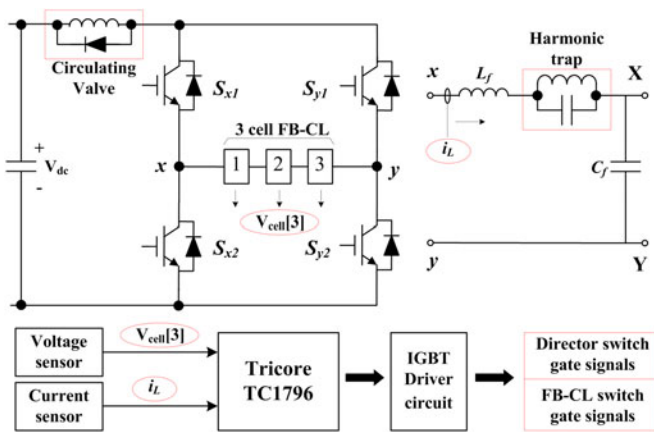 Circulating
Valve
+
V_dc
-
S_x1
S_y1
3 cell FB-CL
x
1
2
3
y
V_cell[3]
S_x2
S_y2
Harmonic
trap
x
L_f
X
i_L
C_f
y
Y
Voltage
sensor
V_cell[3]
Current
sensor
i_L
Tricore
TC1796
IGBT
Driver
circuit
Director switch
gate signals
FB-CL switch
gate signals